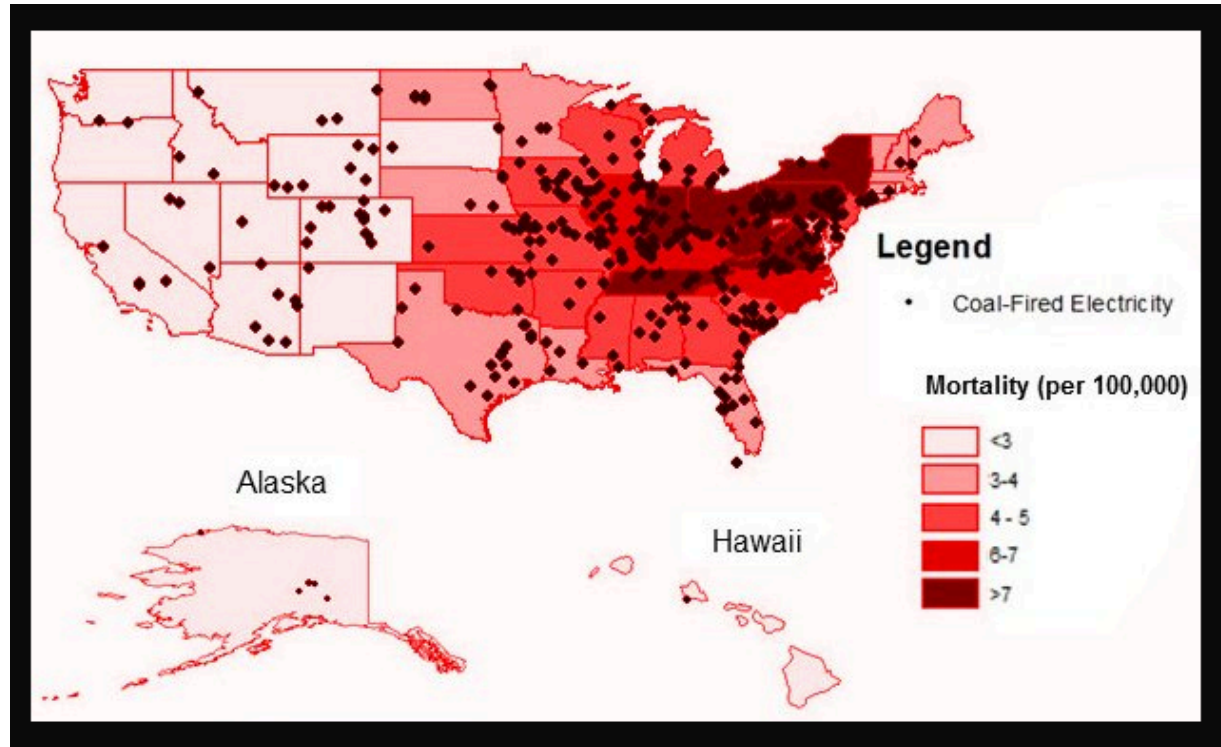 Legend
Coal-Fired Electricity
Mortality (per 100,000)
<3
3-4
4 - 5
6-7
>7
Alaska
Hawaii